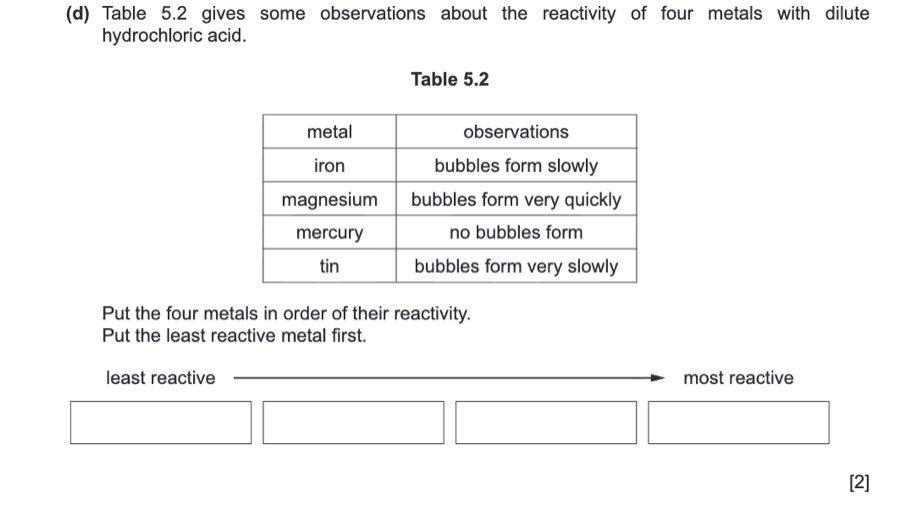 (d) Table 5.2 gives some observations about the reactivity of four metals with dilute
hydrochloric acid.
Table 5.2
metal observations
iron bubbles form slowly
magnesium bubbles form very quickly
mercury no bubbles form
tin bubbles form very slowly
Put the four metals in order of their reactivity.
Put the least reactive metal first.
least reactive most reactive
[2]